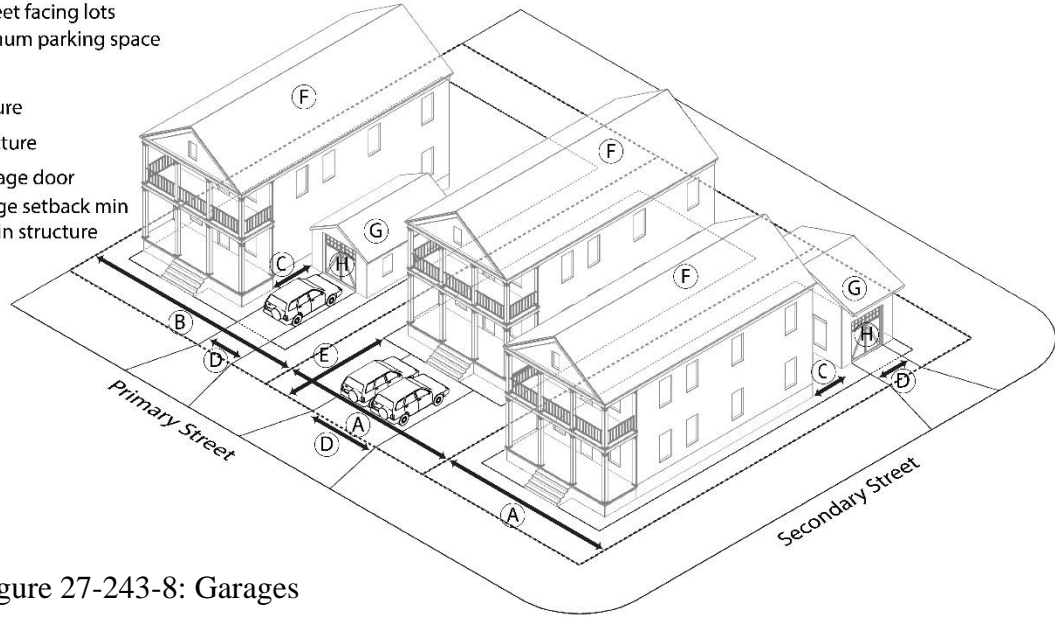 eet facing lots
num parking space
ure
cture
age door
ge setback min
in structure
F
F
F
G
C
H
G
B
H
E
C
D
D
A
D
A
Primary Street
Secondary Street
gure 27-243-8: Garages